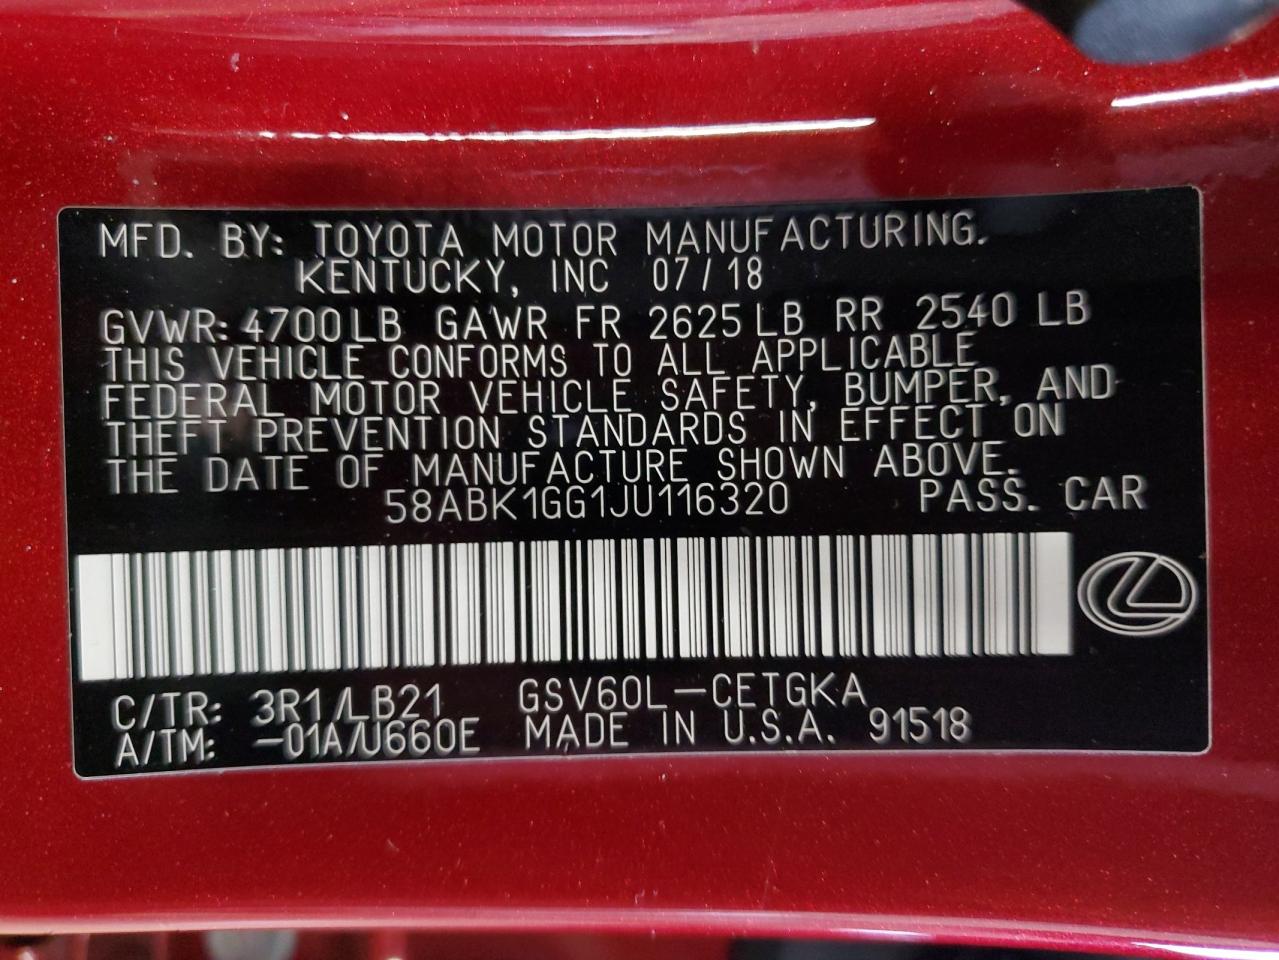 MFD. BY: TOYOTA MOTOR MANUFACTURING.
KENTUCKY, INC 07/18
GVWR: 4700LB GAWR FR 2625LB RR 2540 LB
THIS VEHICLE CONFORMS TO ALL APPLICABLE
FEDERAL MOTOR VEHICLE SAFETY, BUMPER, AND
THEFT PREVENTION STANDARDS IN EFFECT ON
THE DATE OF MANUFACTURE SHOWN ABOVE.
58ABK1GG1JU116320 PASS. CAR
C/TR: 3R1/LB21 GSV60L-CETGKA
A/TM: -01A/U660E MADE IN U.S.A. 91518